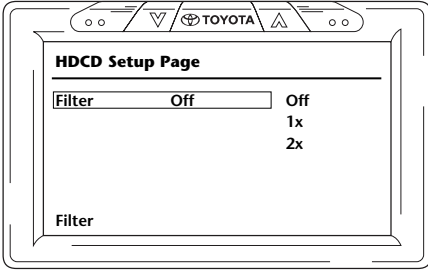 TOYOTA
HDCD Setup Page
Filter Off Off
1x
2x
Filter